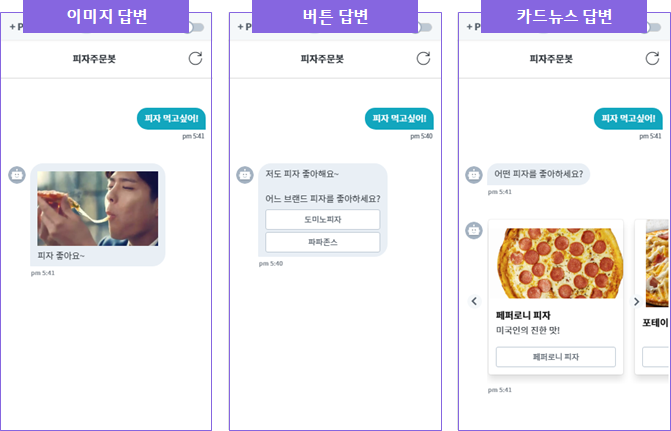 이미지 답변
+ P
피자주문봇
피자 먹고싶어!
pm 5:41
피자 좋아요~
pm 5:41
버튼 답변
+ P
피자주문봇
피자 먹고싶어!
pm 5:40
저도 피자 좋아해요~
어느 브랜드 피자를 좋아하세요?
도미노피자
파파존스
pm 5:40
카드뉴스 답변
+ P
피자주문봇
피자 먹고싶어!
pm 5:41
어떤 피자를 좋아하세요?
pm 5:41
페퍼로니 피자
미국인의 진한 맛!
페퍼로니 피자
포테이
pm 5:41